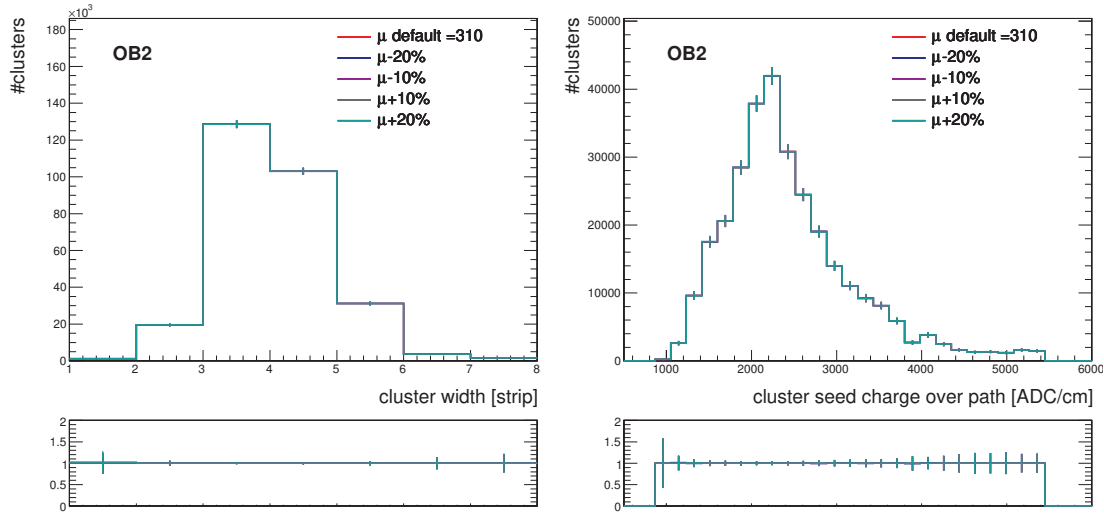 ×10³
#clusters
180
160
140
120
100
80
60
40
20
0
OB2
μ default =310
μ-20%
μ-10%
μ+10%
μ+20%
1 2 3 4 5 6 7 8
cluster width [strip]
2
1.5
1
0.5
0
#clusters
50000
40000
30000
20000
10000
0
OB2
μ default =310
μ-20%
μ-10%
μ+10%
μ+20%
1000 2000 3000 4000 5000 6000
cluster seed charge over path [ADC/cm]
2
1.5
1
0.5
0